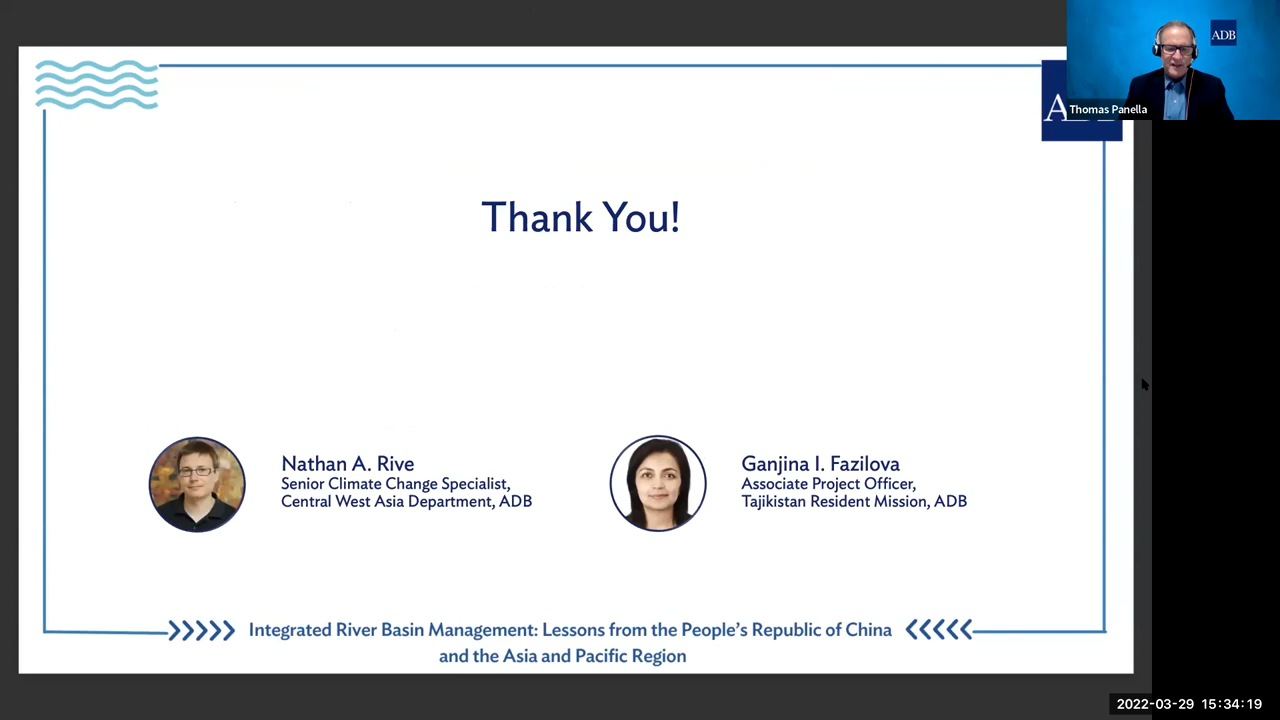 ADB
Thomas Panella
Thank You!
Nathan A. Rive
Senior Climate Change Specialist,
Central West Asia Department, ADB
Ganjina I. Fazilova
Associate Project Officer,
Tajikistan Resident Mission, ADB
Integrated River Basin Management: Lessons from the People’s Republic of China
and the Asia and Pacific Region
2022-03-29 15:34:19